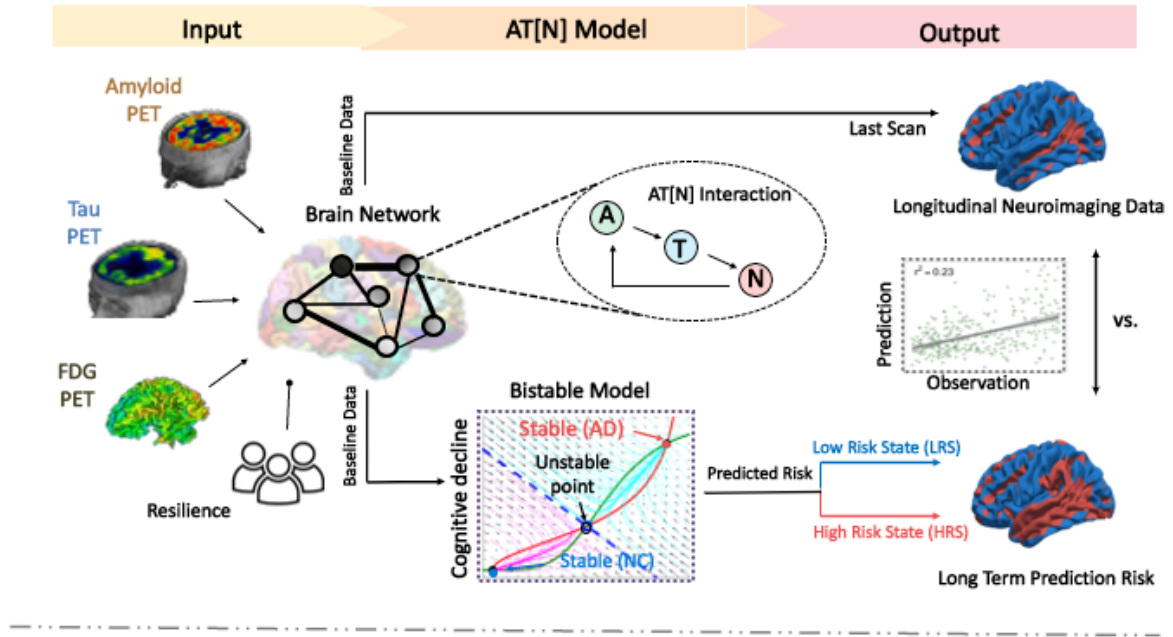 Input
AT[N] Model
Output
Amyloid
PET
Tau
PET
FDG
PET
Resilience
Brain Network
Baseline Data
Baseline Data
AT[N] Interaction
A
T
N
Last Scan
Longitudinal Neuroimaging Data
r² = 0.23
Prediction
Observation
vs.
Bistable Model
Cognitive decline
Stable (AD)
Unstable
point
Stable (NC)
Predicted Risk
Low Risk State (LRS)
High Risk State (HRS)
Long Term Prediction Risk